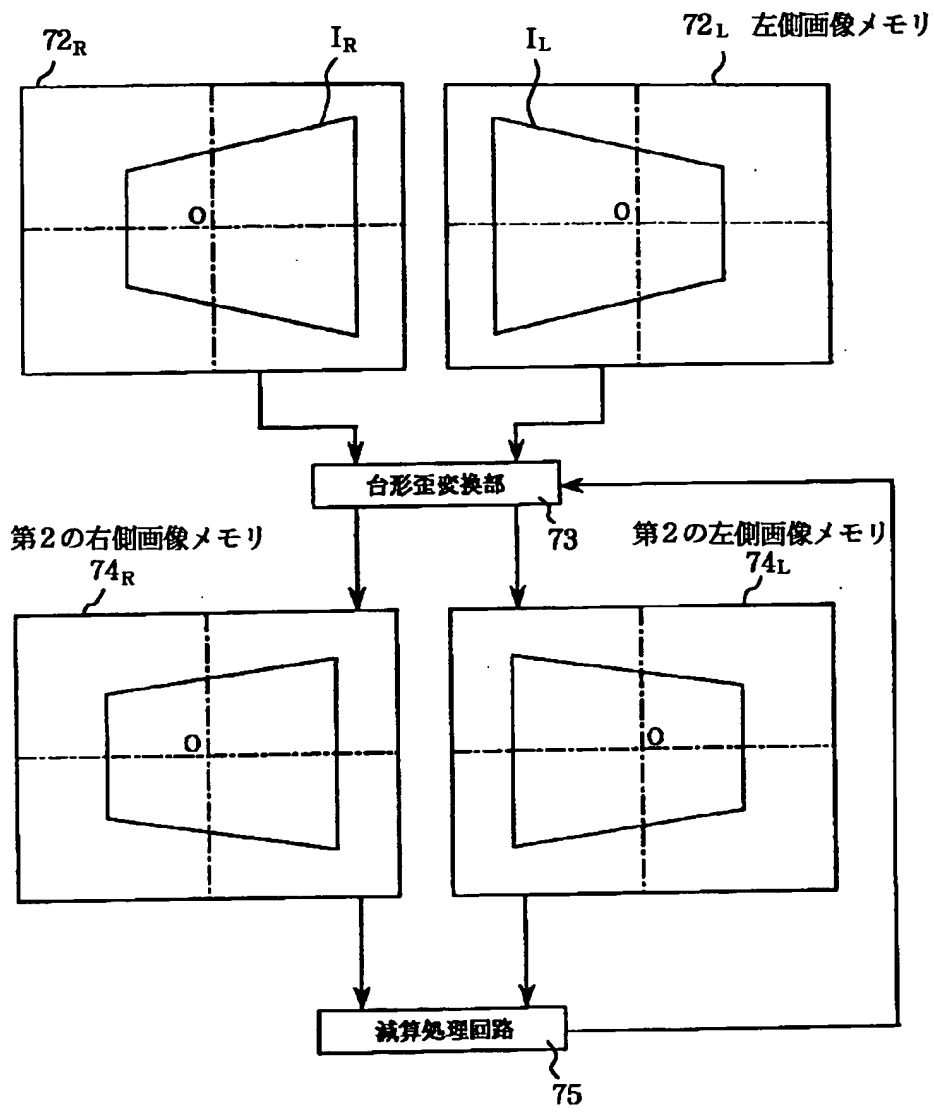 72R
IR
IL
72L 左側画像メモリ
O
O
台形歪変換部
73
第2の右側画像メモリ
74R
第2の左側画像メモリ
74L
O
O
減算処理回路
75